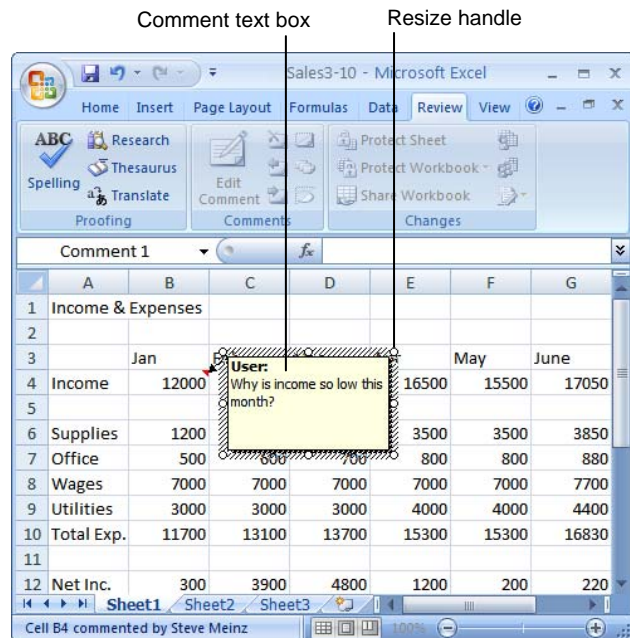 Comment text box Resize handle
Sales3-10 - Microsoft Excel
Home Insert Page Layout Formulas Data Review View
ABC Research Protect Sheet
Thesaurus Protect Workbook
Spelling Edit
Translate Comment Share Workbook
Proofing Comments Changes
Comment 1 fx
A B C D E F G
1 Income & Expenses
2
3 Jan May June
4 Income 12000 16500 15500 17050
User:
Why is income so low this
month?
5
6 Supplies 1200 3500 3500 3850
7 Office 500 600 700 800 800 880
8 Wages 7000 7000 7000 7000 7000 7700
9 Utilities 3000 3000 3000 4000 4000 4400
10 Total Exp. 11700 13100 13700 15300 15300 16830
11
12 Net Inc. 300 3900 4800 1200 200 220
Sheet1 Sheet2 Sheet3
Cell B4 commented by Steve Meinz 100%